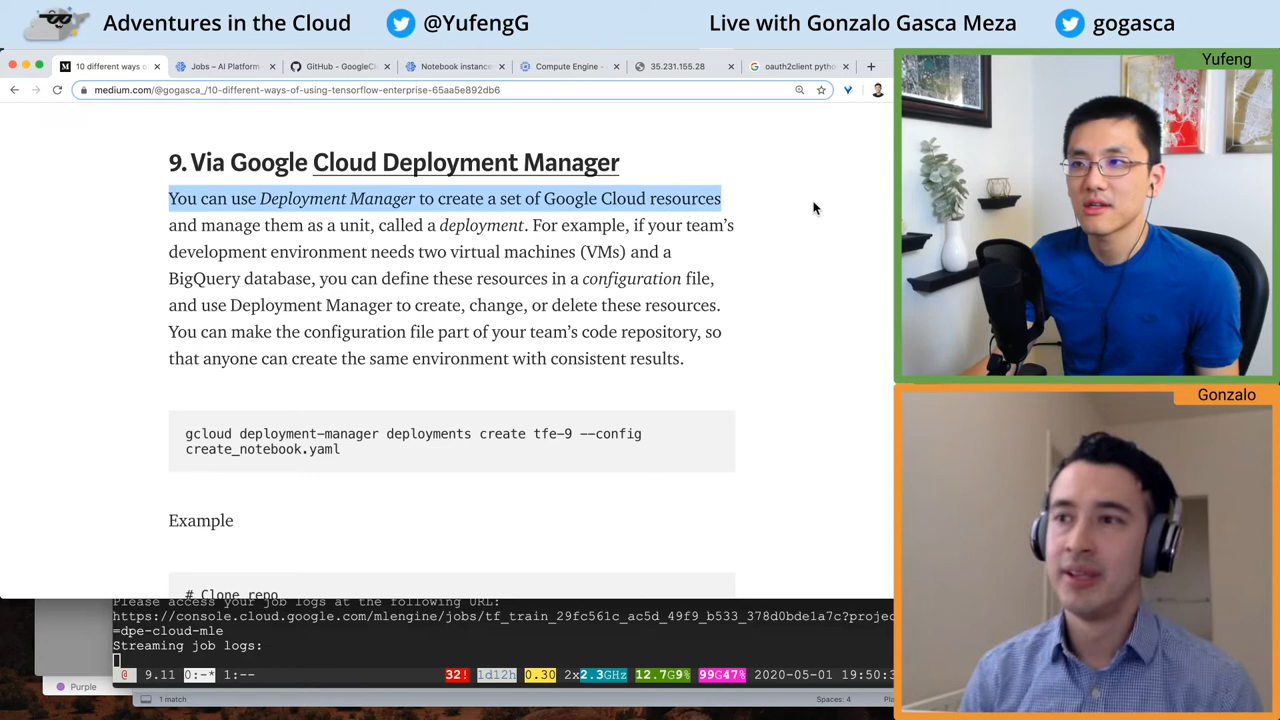 Adventures in the Cloud
@YufengG
Live with Gonzalo Gasca Meza
gogasca
10 different ways o
Jobs – AI Platform
GitHub - GoogleCl
Notebook instance
Compute Engine -
35.231.155.28
oauth2client pytho
medium.com/@gogasca_/10-different-ways-of-using-tensorflow-enterprise-65aa5e892db6
Yufeng
9. Via Google Cloud Deployment Manager
You can use Deployment Manager to create a set of Google Cloud resources
and manage them as a unit, called a deployment. For example, if your team’s
development environment needs two virtual machines (VMs) and a
BigQuery database, you can define these resources in a configuration file,
and use Deployment Manager to create, change, or delete these resources.
You can make the configuration file part of your team’s code repository, so
that anyone can create the same environment with consistent results.
gcloud deployment-manager deployments create tfe-9 --config
create_notebook.yaml
Gonzalo
Example
# Clone repo
Please access your job logs at the following URL:
https://console.cloud.google.com/mlengine/jobs/tf_train_29fc561c_ac5d_49f9_b533_378d0bde1a7c?projec
=dpe-cloud-mle
Streaming job logs:
@ 9.11 0:-* 1:-- 32! 1d12h 0.30 2x2.3GHz 12.7G9% 99G47% 2020-05-01 19:50:3
Purple
1 match
Spaces: 4